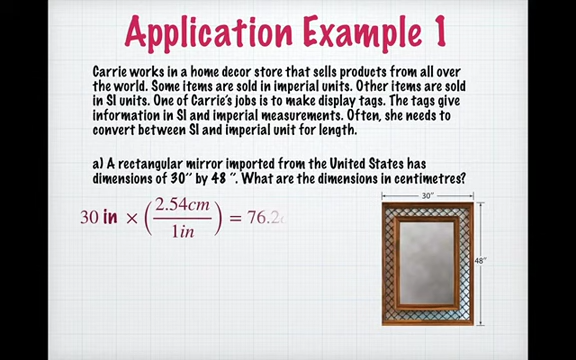 Application Example 1
Carrie works in a home decor store that sells products from all over
the world. Some items are sold in imperial units. Other items are sold
in SI units. One of Carrie's jobs is to make display tags. The tags give
information in SI and imperial measurements. Often, she needs to
convert between SI and imperial unit for length.
a) A rectangular mirror imported from the United States has
dimensions of 30'' by 48 ''. What are the dimensions in centimetres?
30 in × (2.54cm / 1in) = 76.2c
30''
48''